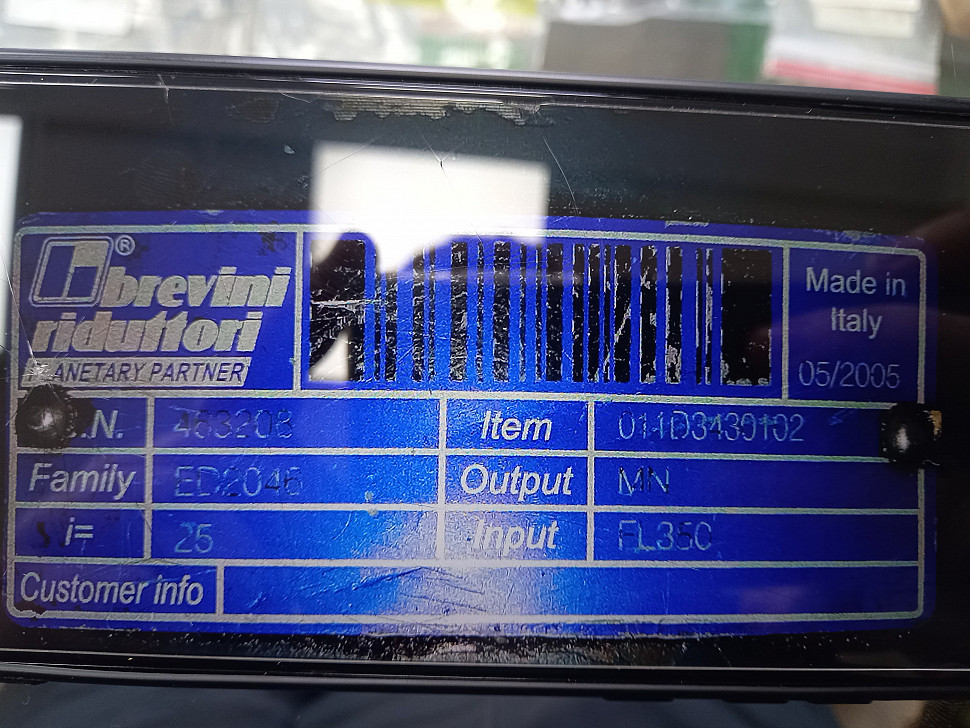 brevini®
riduttori
PLANETARY PARTNER
Made in
Italy
05/2005
S.N. 463208 Item 011D3430102
Family ED2046 Output MN
i= 25 Input FL350
Customer info